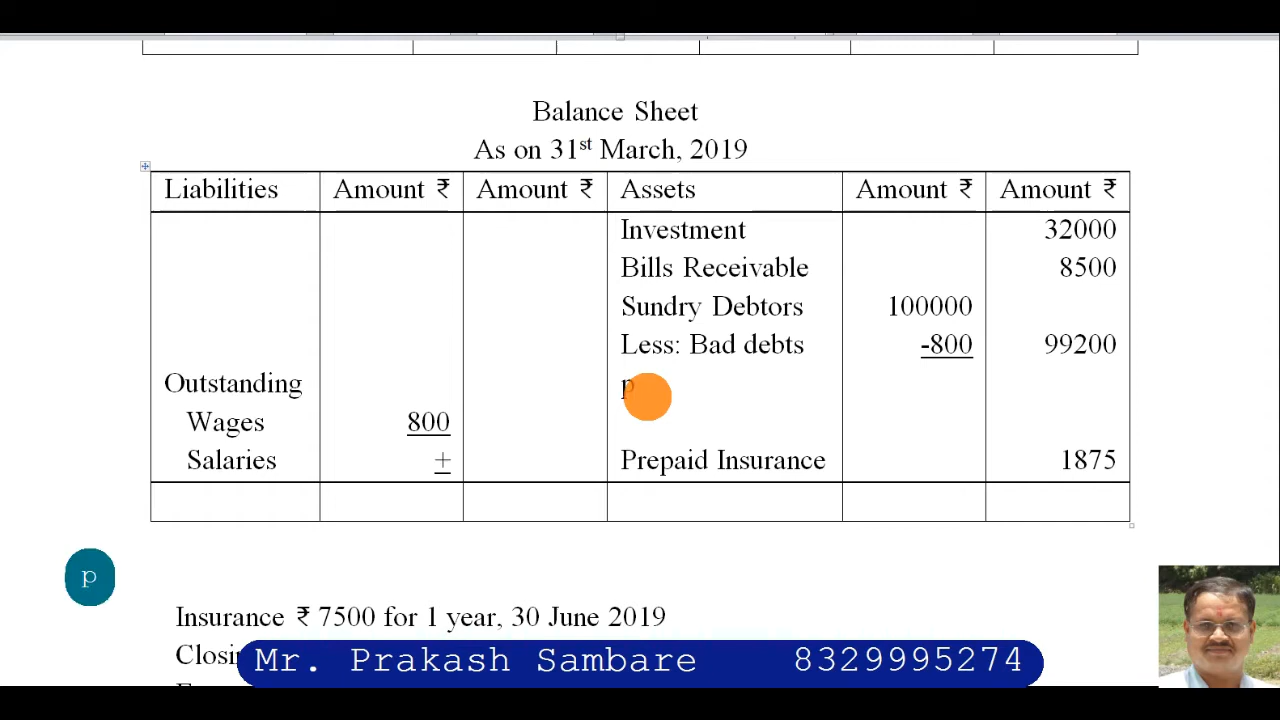 Balance Sheet
As on 31st March, 2019
Liabilities Amount ₹ Amount ₹ Assets Amount ₹ Amount ₹
Investment 32000
Bills Receivable 8500
Sundry Debtors 100000
Less: Bad debts -800 99200
Outstanding p
Wages 800
Salaries + Prepaid Insurance 1875
p
Insurance ₹ 7500 for 1 year, 30 June 2019
Mr. Prakash Sambare 8329995274